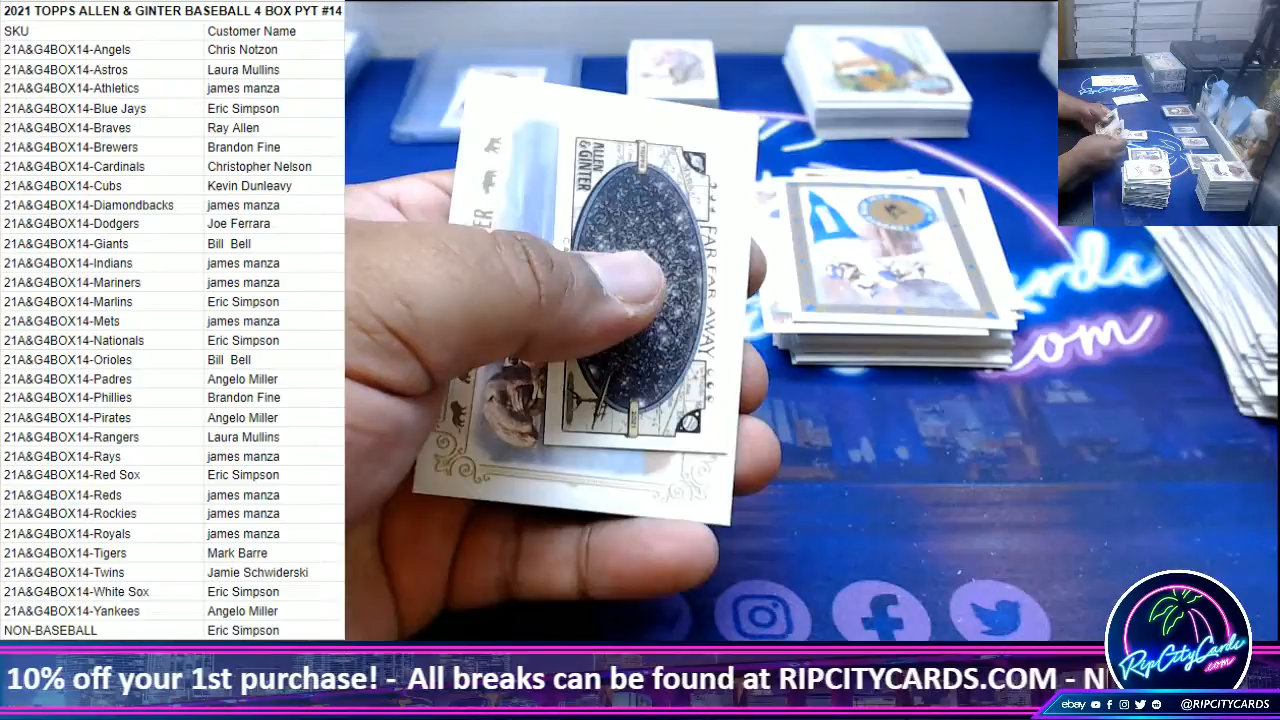 2021 TOPPS ALLEN & GINTER BASEBALL 4 BOX PYT #14
SKU Customer Name
21A&G4BOX14-Angels Chris Notzon
21A&G4BOX14-Astros Laura Mullins
21A&G4BOX14-Athletics james manza
21A&G4BOX14-Blue Jays Eric Simpson
21A&G4BOX14-Braves Ray Allen
21A&G4BOX14-Brewers Brandon Fine
21A&G4BOX14-Cardinals Christopher Nelson
21A&G4BOX14-Cubs Kevin Dunleavy
21A&G4BOX14-Diamondbacks james manza
21A&G4BOX14-Dodgers Joe Ferrara
21A&G4BOX14-Giants Bill Bell
21A&G4BOX14-Indians james manza
21A&G4BOX14-Mariners james manza
21A&G4BOX14-Marlins Eric Simpson
21A&G4BOX14-Mets james manza
21A&G4BOX14-Nationals Eric Simpson
21A&G4BOX14-Orioles Bill Bell
21A&G4BOX14-Padres Angelo Miller
21A&G4BOX14-Phillies Brandon Fine
21A&G4BOX14-Pirates Angelo Miller
21A&G4BOX14-Rangers Laura Mullins
21A&G4BOX14-Rays james manza
21A&G4BOX14-Red Sox Eric Simpson
21A&G4BOX14-Reds james manza
21A&G4BOX14-Rockies james manza
21A&G4BOX14-Royals james manza
21A&G4BOX14-Tigers Mark Barre
21A&G4BOX14-Twins Jamie Schwiderski
21A&G4BOX14-White Sox Eric Simpson
21A&G4BOX14-Yankees Angelo Miller
NON-BASEBALL Eric Simpson
ALLEN
& GINTER
FAR FAR AWAY
ards
.com
10% off your 1st purchase! - All breaks can be found at RIPCITYCARDS.COM - N
RipCityCards
.com
ebay @RIPCITYCARDS